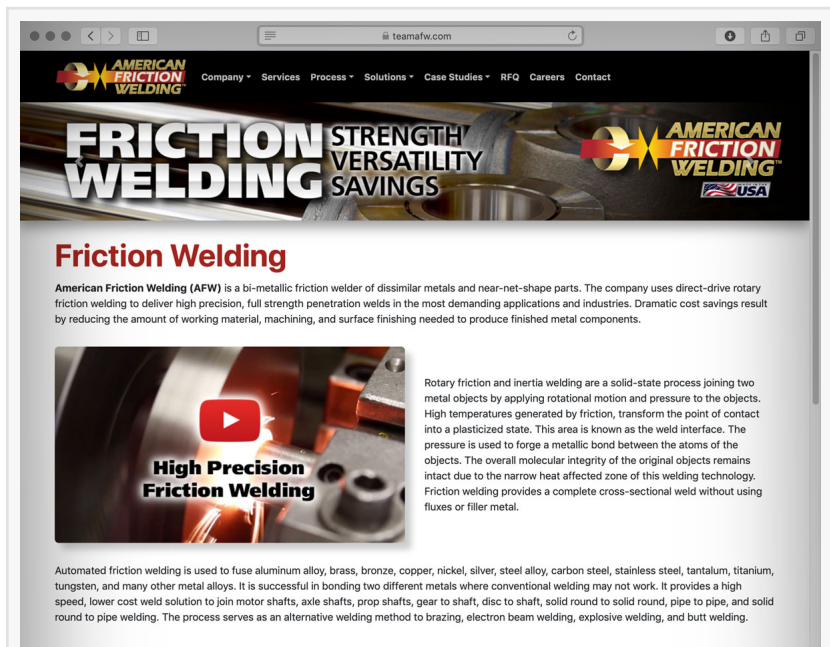 teamafw.com
AMERICAN
FRICTION
WELDING™
Company Services Process Solutions Case Studies RFQ Careers Contact
FRICTION
WELDING
STRENGTH
VERSATILITY
SAVINGS
AMERICAN
FRICTION
WELDING™
MADE IN THE
USA
Friction Welding
American Friction Welding (AFW) is a bi-metallic friction welder of dissimilar metals and near-net-shape parts. The company uses direct-drive rotary
friction welding to deliver high precision, full strength penetration welds in the most demanding applications and industries. Dramatic cost savings result
by reducing the amount of working material, machining, and surface finishing needed to produce finished metal components.
High Precision
Friction Welding
Rotary friction and inertia welding are a solid-state process joining two
metal objects by applying rotational motion and pressure to the objects.
High temperatures generated by friction, transform the point of contact
into a plasticized state. This area is known as the weld interface. The
pressure is used to forge a metallic bond between the atoms of the
objects. The overall molecular integrity of the original objects remains
intact due to the narrow heat affected zone of this welding technology.
Friction welding provides a complete cross-sectional weld without using
fluxes or filler metal.
Automated friction welding is used to fuse aluminum alloy, brass, bronze, copper, nickel, silver, steel alloy, carbon steel, stainless steel, tantalum, titanium,
tungsten, and many other metal alloys. It is successful in bonding two different metals where conventional welding may not work. It provides a high
speed, lower cost weld solution to join motor shafts, axle shafts, prop shafts, gear to shaft, disc to shaft, solid round to solid round, pipe to pipe, and solid
round to pipe welding. The process serves as an alternative welding method to brazing, electron beam welding, explosive welding, and butt welding.